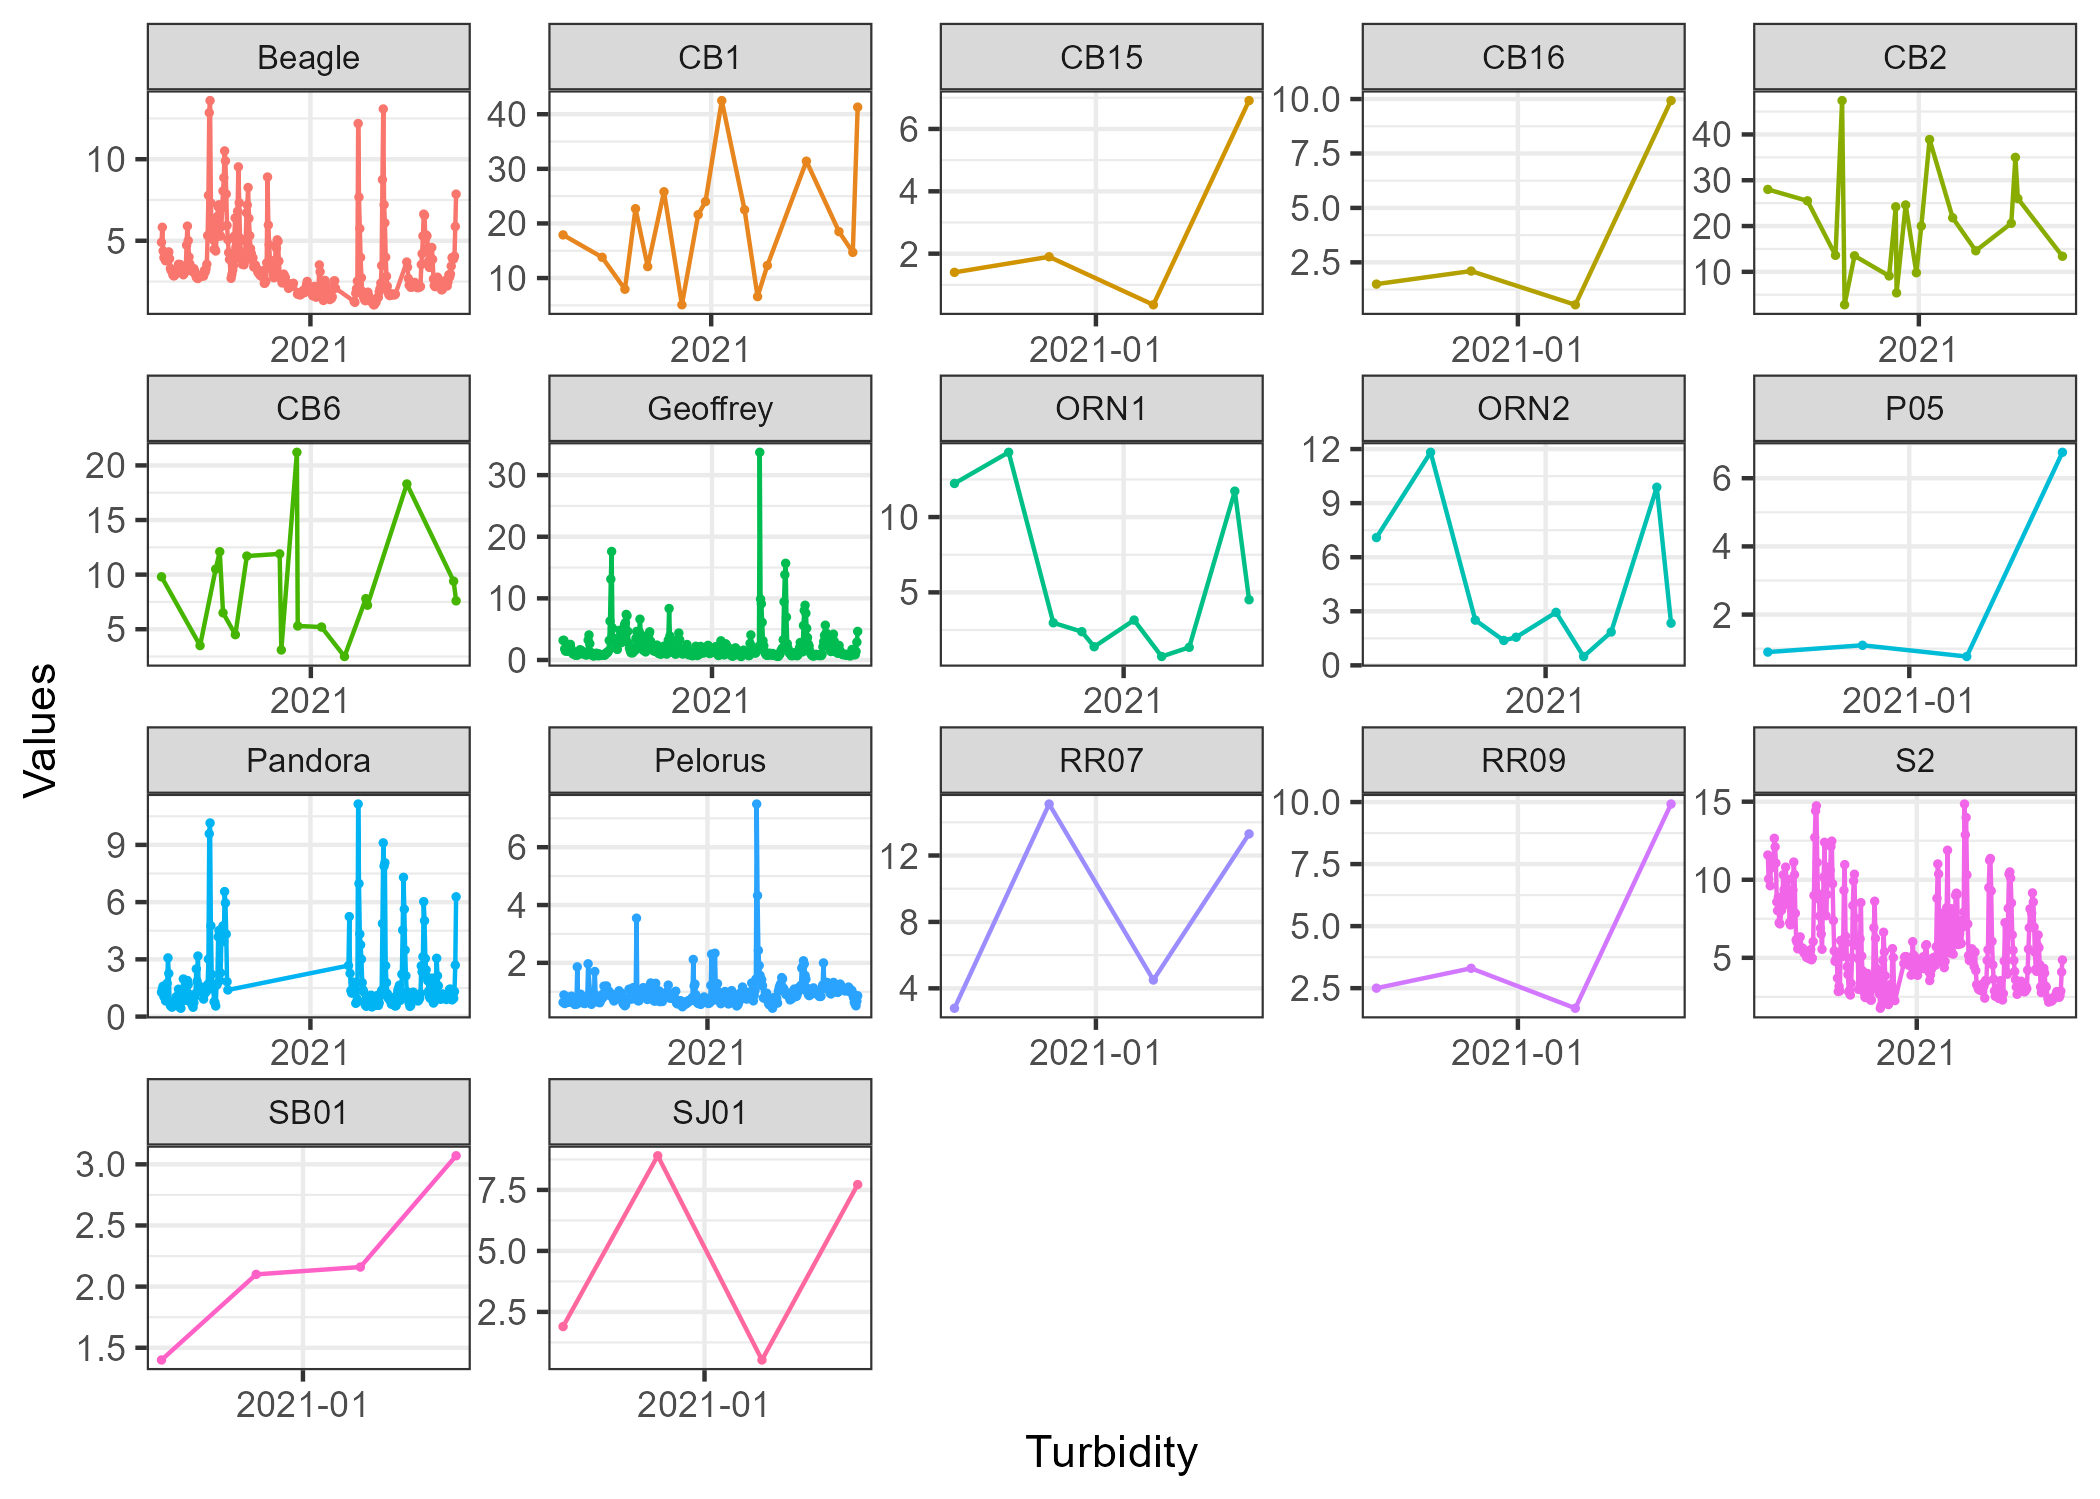 Beagle CB1 CB15 CB16 CB2
10 5 40 30 20 10 6 4 2 10.0 7.5 5.0 2.5 40 30 20 10
2021 2021 2021-01 2021-01 2021
CB6 Geoffrey ORN1 ORN2 P05
20 15 10 5 30 20 10 0 10 5 12 9 6 3 0 6 4 2
2021 2021 2021 2021 2021-01
Values
Pandora Pelorus RR07 RR09 S2
9 6 3 0 6 4 2 12 8 4 10.0 7.5 5.0 2.5 15 10 5
2021 2021 2021-01 2021-01 2021
SB01 SJ01
3.0 2.5 2.0 1.5 7.5 5.0 2.5
2021-01 2021-01
Turbidity